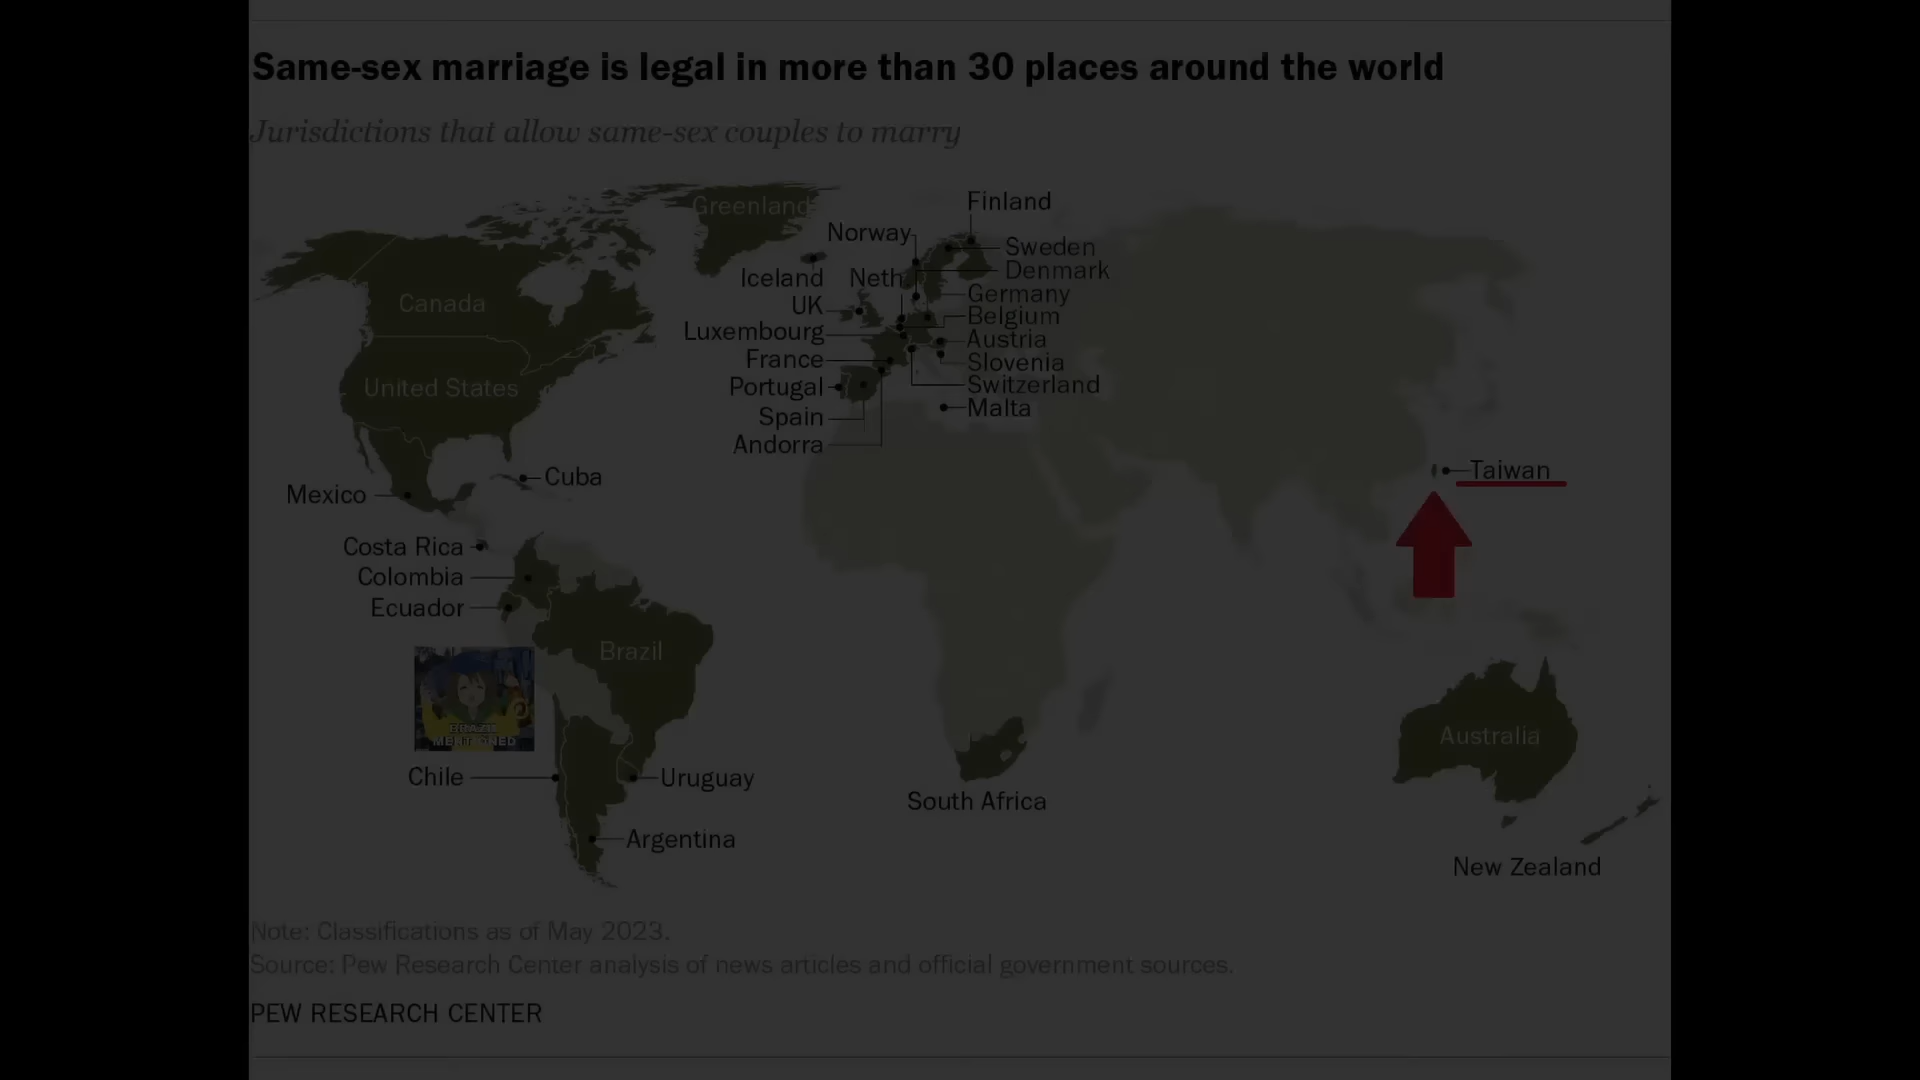 Same-sex marriage is legal in more than 30 places around the world
Jurisdictions that allow same-sex couples to marry
Greenland
Finland
Norway
Sweden
Iceland
Neth
Denmark
Canada
UK
Germany
Belgium
Luxembourg
Austria
France
Slovenia
United States
Portugal
Switzerland
Spain
Malta
Andorra
Taiwan
Cuba
Mexico
Costa Rica
Colombia
Ecuador
Brazil
BRAZIL
MENTIONED
Australia
Chile
Uruguay
South Africa
Argentina
New Zealand
Note: Classifications as of May 2023.
Source: Pew Research Center analysis of news articles and official government sources.
PEW RESEARCH CENTER